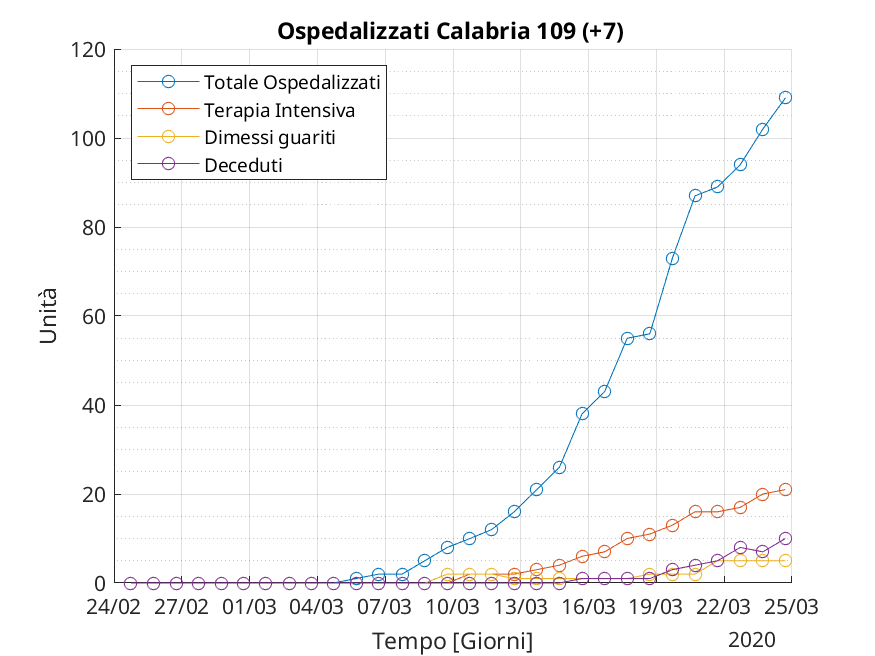 Ospedalizzati Calabria 109 (+7)
120
100
80
60
40
20
0
Unità
Totale Ospedalizzati
Terapia Intensiva
Dimessi guariti
Deceduti
24/02 27/02 01/03 04/03 07/03 10/03 13/03 16/03 19/03 22/03 25/03
Tempo [Giorni]
2020